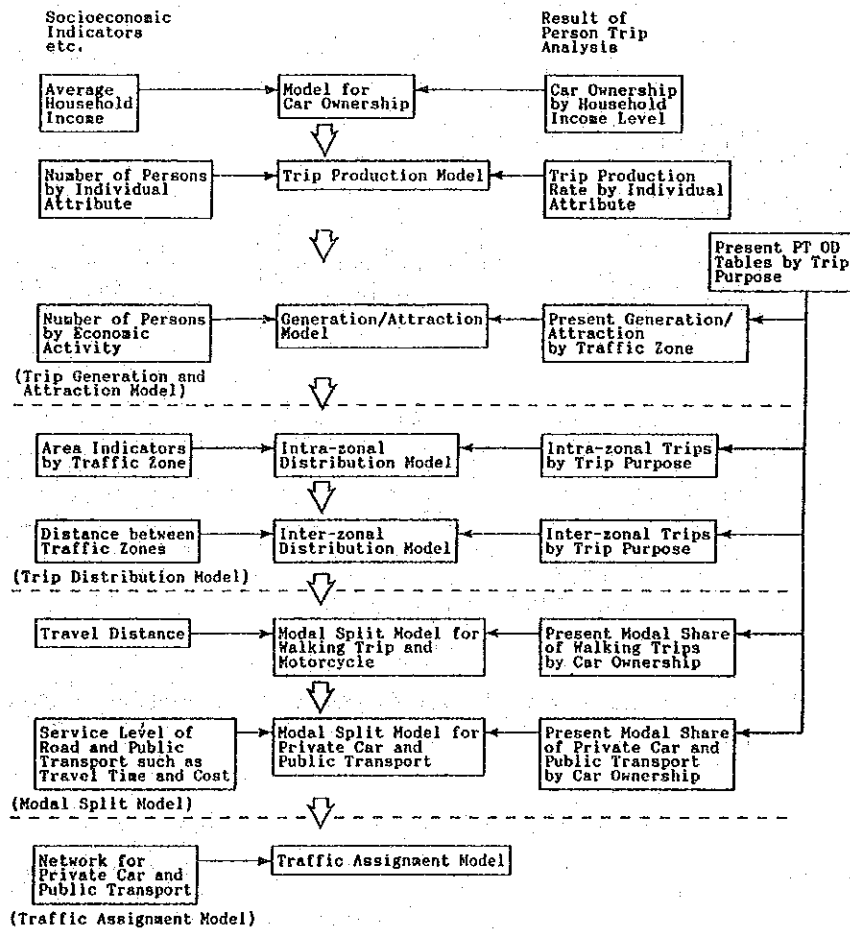 Socioeconomic
Indicators
etc.
Result of
Person Trip
Analysis
Average
Household
Income
Model for
Car Ownership
Car Ownership
by Household
Income Level
Number of Persons
by Individual
Attribute
Trip Production Model
Trip Production
Rate by Individual
Attribute
Present PT OD
Tables by Trip
Purpose
Number of Persons
by Economic
Activity
Generation/Attraction
Model
Present Generation/
Attraction
by Traffic Zone
(Trip Generation and
Attraction Model)
Area Indicators
by Traffic Zone
Intra-zonal
Distribution Model
Intra-zonal Trips
by Trip Purpose
Distance between
Traffic Zones
Inter-zonal
Distribution Model
Inter-zonal Trips
by Trip Purpose
(Trip Distribution Model)
Travel Distance
Modal Split Model for
Walking Trip and
Motorcycle
Present Modal Share
of Walking Trips
by Car Ownership
Service Level of
Road and Public
Transport such as
Travel Time and Cost
Modal Split Model for
Private Car and
Public Transport
Present Modal Share
of Private Car and
Public Transport
by Car Ownership
(Modal Split Model)
Network for
Private Car and
Public Transport
Traffic Assignment Model
(Traffic Assignment Model)